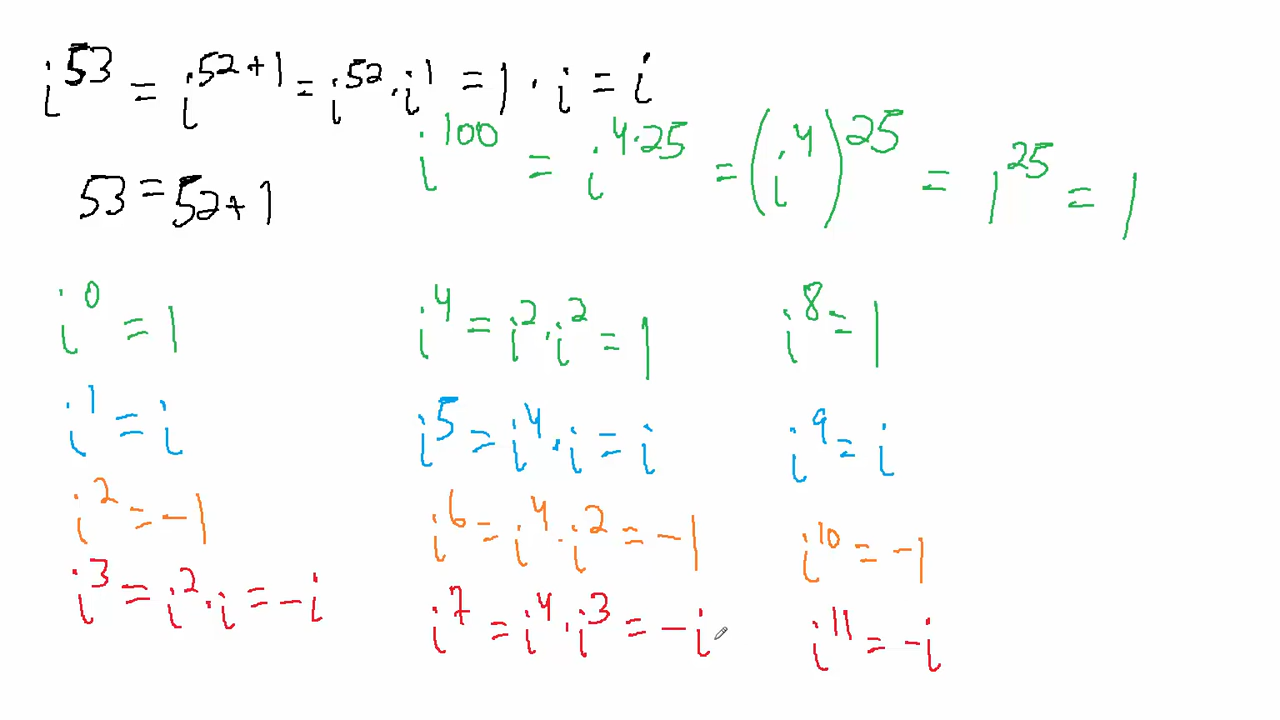 i^53 = i^52+1 = i^52 · i^1 = 1 · i = i
i^100 = i^4·25 = (i^4)^25 = 1^25 = 1
53 = 52+1
i^0 = 1
i^1 = i
i^2 = -1
i^3 = i^2 · i = -i
i^4 = i^2 · i^2 = 1
i^5 = i^4 · i = i
i^6 = i^4 · i^2 = -1
i^7 = i^4 · i^3 = -i
i^8 = 1
i^9 = i
i^10 = -1
i^11 = -i